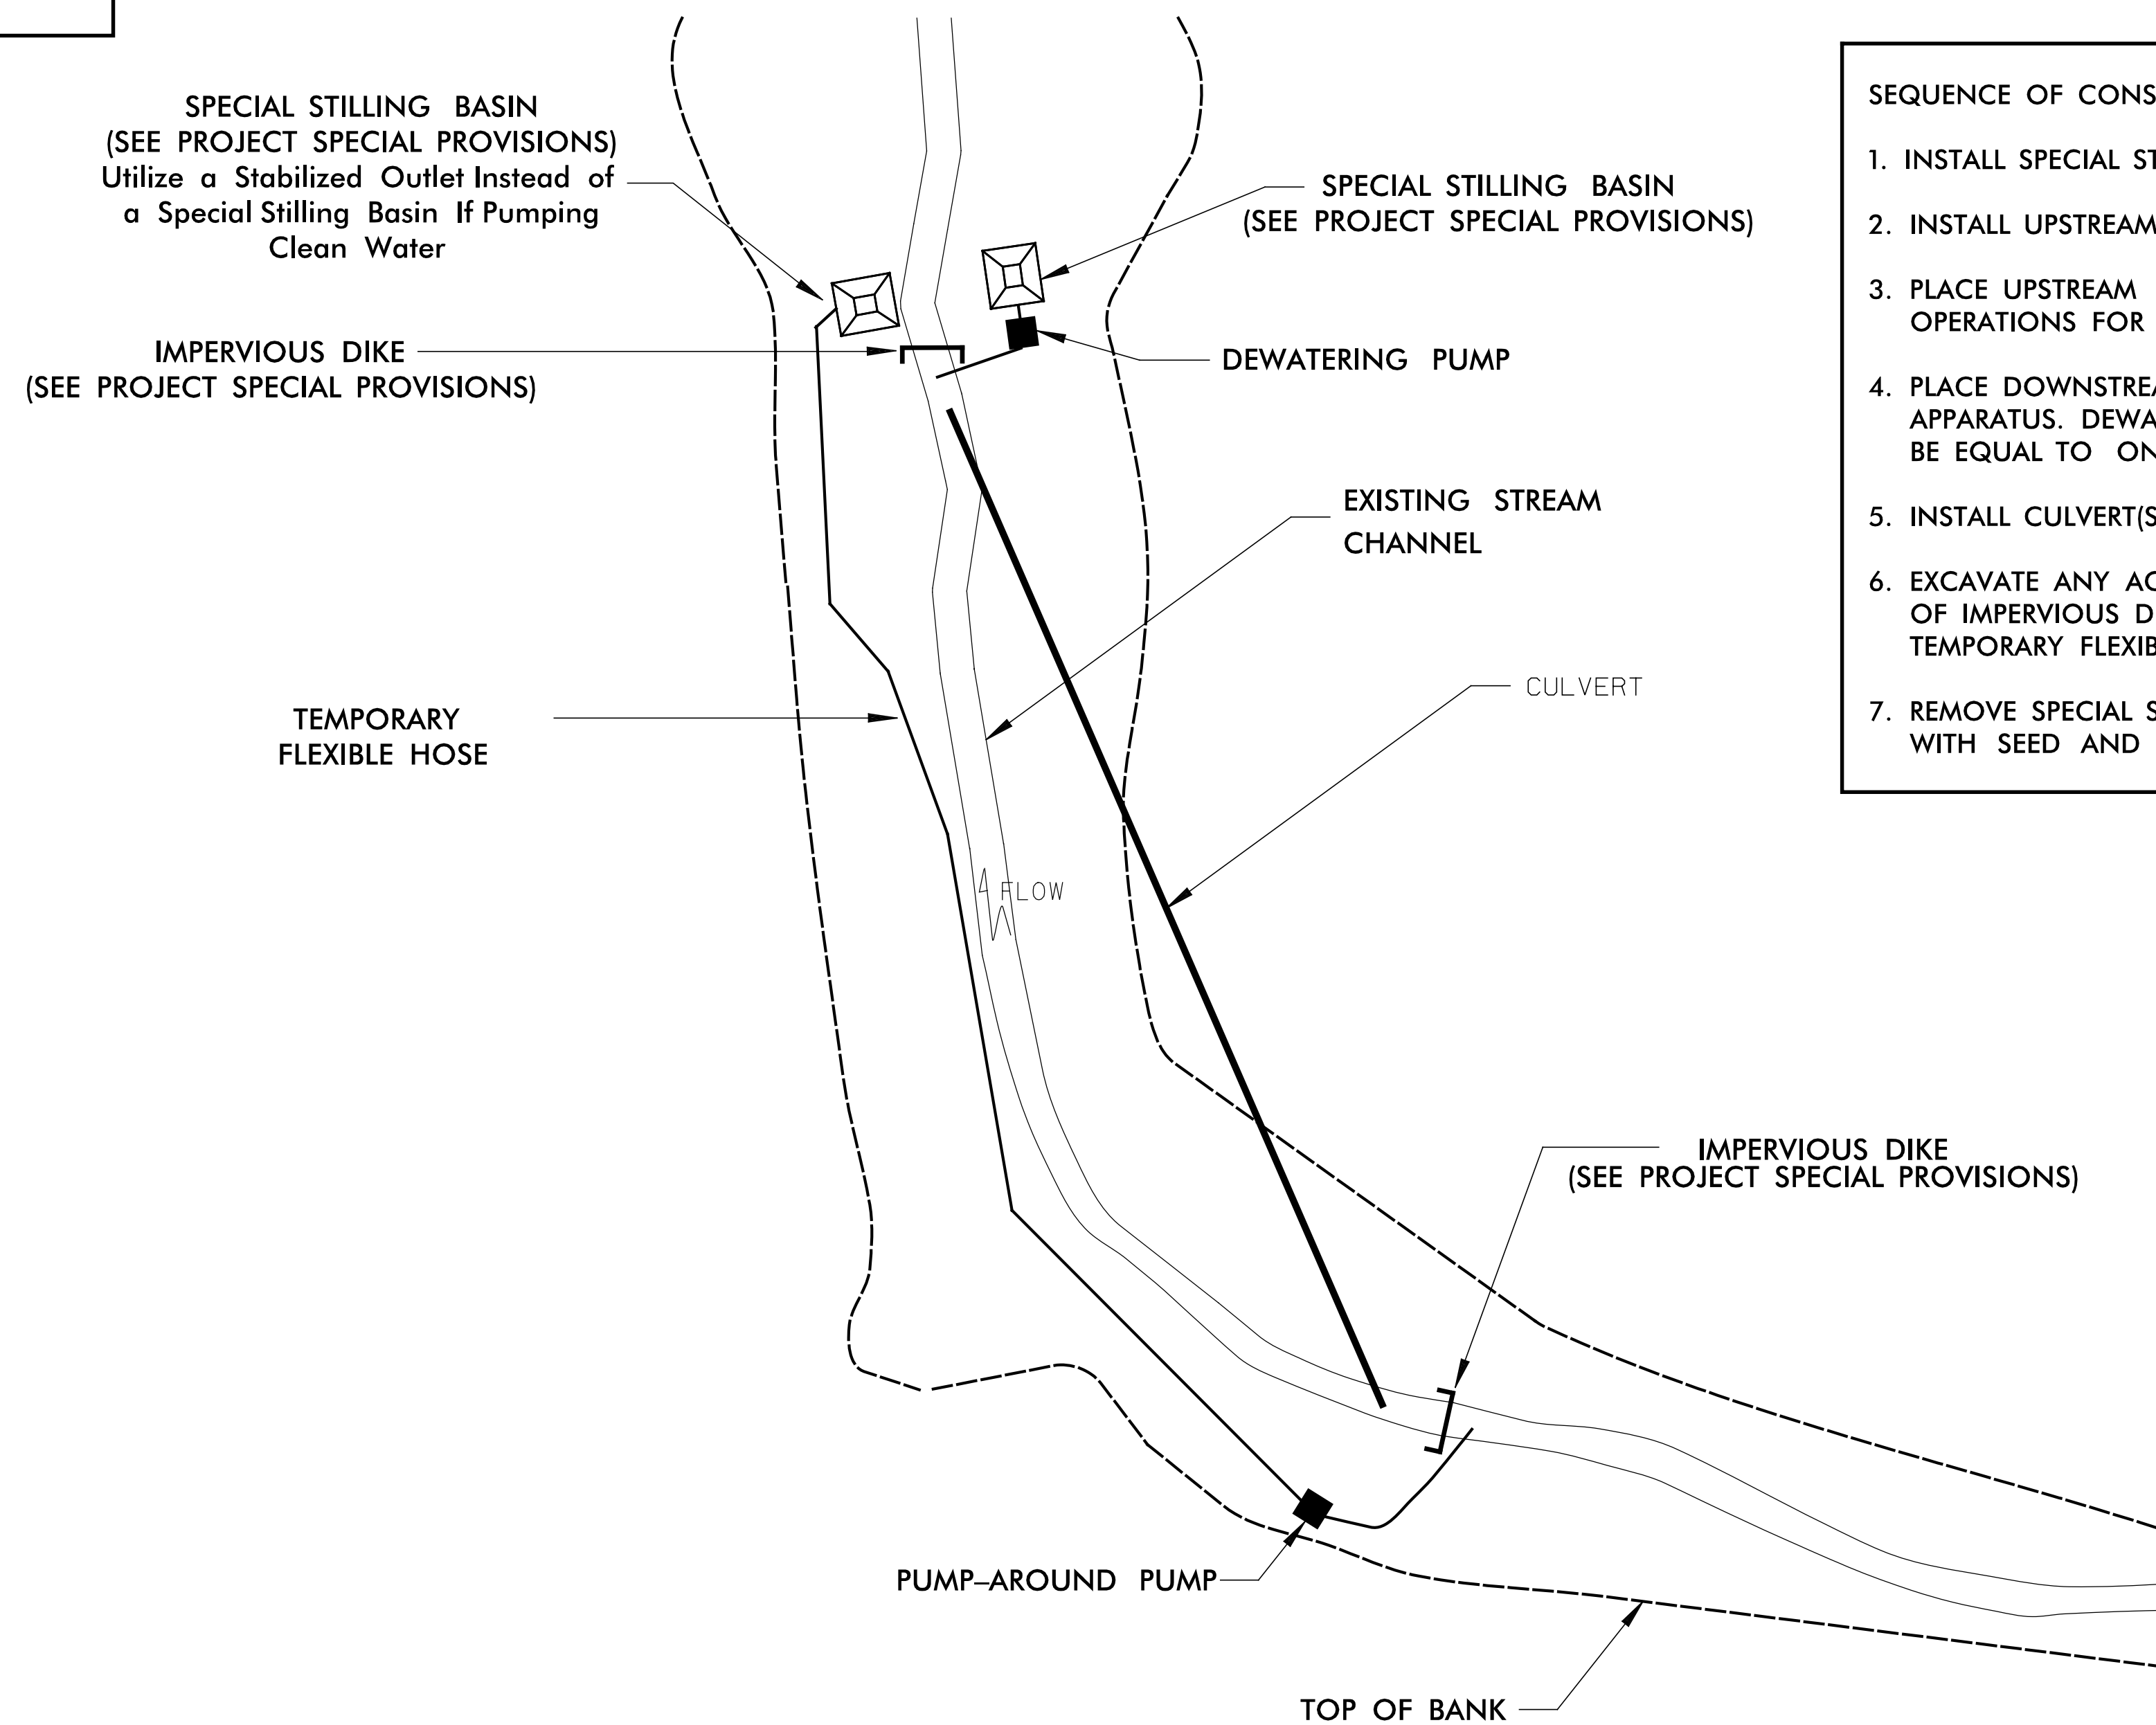 SPECIAL STILLING BASIN
(SEE PROJECT SPECIAL PROVISIONS)
Utilize a Stabilized Outlet Instead of
a Special Stilling Basin If Pumping
Clean Water
IMPERVIOUS DIKE
(SEE PROJECT SPECIAL PROVISIONS)
SPECIAL STILLING BASIN
(SEE PROJECT SPECIAL PROVISIONS)
DEWATERING PUMP
EXISTING STREAM
CHANNEL
CULVERT
TEMPORARY
FLEXIBLE HOSE
FLOW
IMPERVIOUS DIKE
(SEE PROJECT SPECIAL PROVISIONS)
PUMP-AROUND PUMP
TOP OF BANK
SEQUENCE OF CONS
1. INSTALL SPECIAL ST
2. INSTALL UPSTREAM
3. PLACE UPSTREAM
OPERATIONS FOR
4. PLACE DOWNSTREA
APPARATUS. DEWA
BE EQUAL TO ON
5. INSTALL CULVERT(S
6. EXCAVATE ANY AC
OF IMPERVIOUS D
TEMPORARY FLEXIB
7. REMOVE SPECIAL S
WITH SEED AND